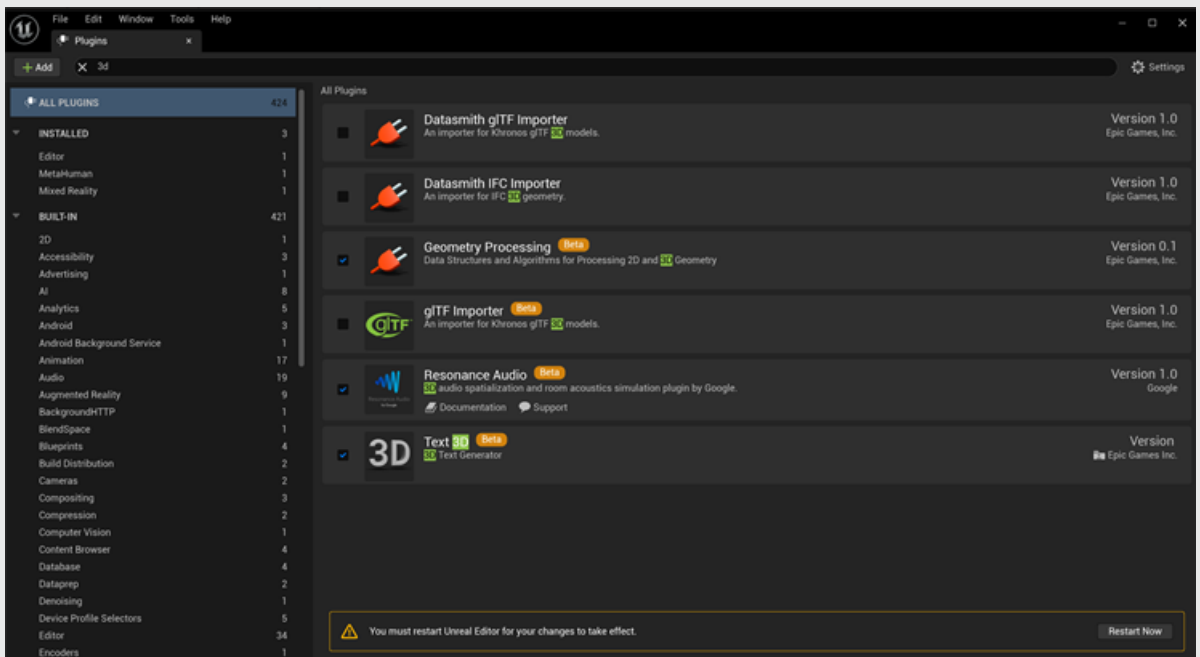 File Edit Window Tools Help
Plugins
Add 3d Settings
ALL PLUGINS 424
INSTALLED 3
Editor 1
MetaHuman 1
Mixed Reality 1
BUILT-IN 421
2D 1
Accessibility 3
Advertising 1
AI 8
Analytics 5
Android 3
Android Background Service 1
Animation 17
Audio 19
Augmented Reality 9
BackgroundHTTP 1
BlendSpace 1
Blueprints 4
Build Distribution 2
Cameras 2
Compositing 3
Compression 2
Computer Vision 1
Content Browser 4
Database 4
Dataprep 2
Denoising 1
Device Profile Selectors 5
Editor 34
Encoders 1
All Plugins
Datasmith glTF Importer Version 1.0
An importer for Khronos glTF 3D models. Epic Games, Inc.
Datasmith IFC Importer Version 1.0
An importer for IFC 3D geometry. Epic Games, Inc.
Geometry Processing Beta Version 0.1
Data Structures and Algorithms for Processing 2D and 3D Geometry Epic Games, Inc.
glTF
glTF Importer Beta Version 1.0
An importer for Khronos glTF 3D models. Epic Games, Inc.
Resonance Audio
Resonance Audio Beta Version 1.0
3D audio spatialization and room acoustics simulation plugin by Google. Google
Documentation Support
3D
Text 3D Beta Version
3D Text Generator Epic Games Inc.
You must restart Unreal Editor for your changes to take effect. Restart Now